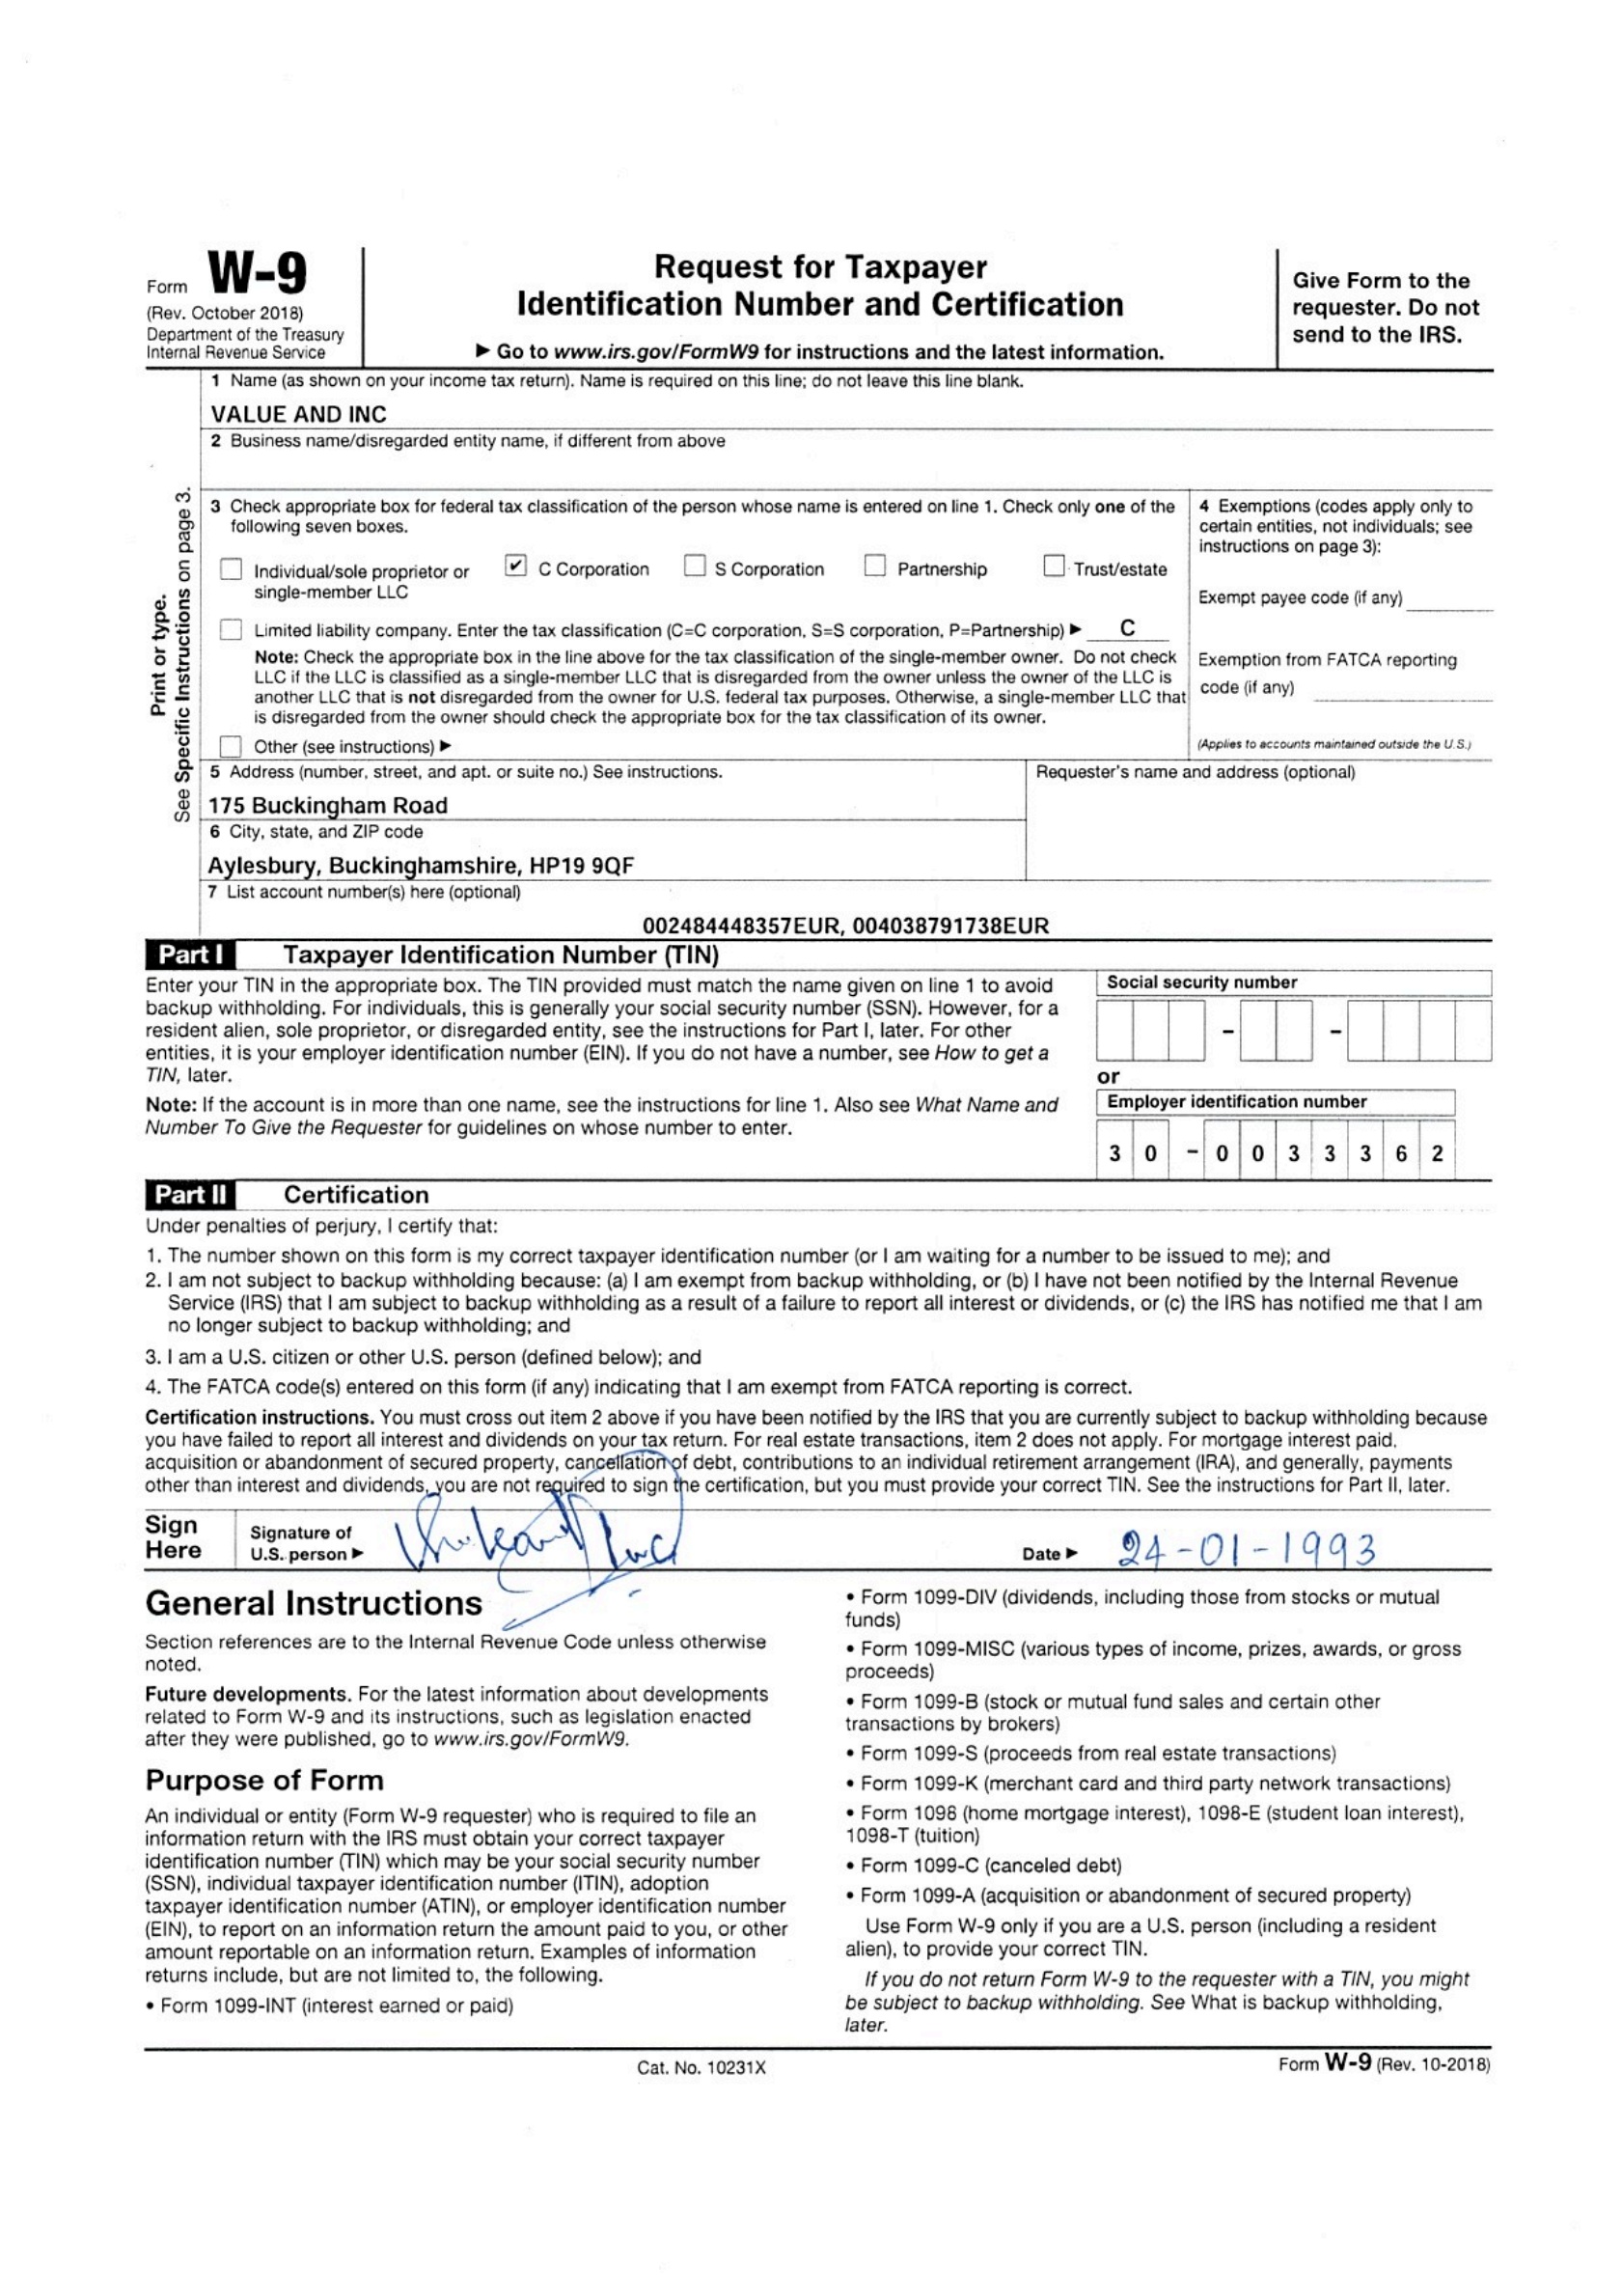 Form W-9
(Rev. October 2018)
Department of the Treasury
Internal Revenue Service
Request for Taxpayer
Identification Number and Certification
▶ Go to www.irs.gov/FormW9 for instructions and the latest information.
Give Form to the
requester. Do not
send to the IRS.
Print or type.
See Specific Instructions on page 3.
1 Name (as shown on your income tax return). Name is required on this line; do not leave this line blank.
VALUE AND INC
2 Business name/disregarded entity name, if different from above
3 Check appropriate box for federal tax classification of the person whose name is entered on line 1. Check only one of the
following seven boxes.
Individual/sole proprietor or
single-member LLC
✔ C Corporation
S Corporation
Partnership
Trust/estate
Limited liability company. Enter the tax classification (C=C corporation, S=S corporation, P=Partnership) ▶ C
Note: Check the appropriate box in the line above for the tax classification of the single-member owner. Do not check
LLC if the LLC is classified as a single-member LLC that is disregarded from the owner unless the owner of the LLC is
another LLC that is not disregarded from the owner for U.S. federal tax purposes. Otherwise, a single-member LLC that
is disregarded from the owner should check the appropriate box for the tax classification of its owner.
Other (see instructions) ▶
4 Exemptions (codes apply only to
certain entities, not individuals; see
instructions on page 3):
Exempt payee code (if any)
Exemption from FATCA reporting
code (if any)
(Applies to accounts maintained outside the U.S.)
5 Address (number, street, and apt. or suite no.) See instructions.
175 Buckingham Road
6 City, state, and ZIP code
Aylesbury, Buckinghamshire, HP19 9QF
Requester's name and address (optional)
7 List account number(s) here (optional)
002484448357EUR, 004038791738EUR
Part I Taxpayer Identification Number (TIN)
Enter your TIN in the appropriate box. The TIN provided must match the name given on line 1 to avoid
backup withholding. For individuals, this is generally your social security number (SSN). However, for a
resident alien, sole proprietor, or disregarded entity, see the instructions for Part I, later. For other
entities, it is your employer identification number (EIN). If you do not have a number, see How to get a
TIN, later.
Note: If the account is in more than one name, see the instructions for line 1. Also see What Name and
Number To Give the Requester for guidelines on whose number to enter.
Social security number
– –
or
Employer identification number
3 0 – 0 0 3 3 3 6 2
Part II Certification
Under penalties of perjury, I certify that:
1. The number shown on this form is my correct taxpayer identification number (or I am waiting for a number to be issued to me); and
2. I am not subject to backup withholding because: (a) I am exempt from backup withholding, or (b) I have not been notified by the Internal Revenue
Service (IRS) that I am subject to backup withholding as a result of a failure to report all interest or dividends, or (c) the IRS has notified me that I am
no longer subject to backup withholding; and
3. I am a U.S. citizen or other U.S. person (defined below); and
4. The FATCA code(s) entered on this form (if any) indicating that I am exempt from FATCA reporting is correct.
Certification instructions. You must cross out item 2 above if you have been notified by the IRS that you are currently subject to backup withholding because
you have failed to report all interest and dividends on your tax return. For real estate transactions, item 2 does not apply. For mortgage interest paid,
acquisition or abandonment of secured property, cancellation of debt, contributions to an individual retirement arrangement (IRA), and generally, payments
other than interest and dividends, you are not required to sign the certification, but you must provide your correct TIN. See the instructions for Part II, later.
Sign
Here
Signature of
U.S. person ▶
Date ▶ 24-01-1993
General Instructions
Section references are to the Internal Revenue Code unless otherwise
noted.
Future developments. For the latest information about developments
related to Form W-9 and its instructions, such as legislation enacted
after they were published, go to www.irs.gov/FormW9.
Purpose of Form
An individual or entity (Form W-9 requester) who is required to file an
information return with the IRS must obtain your correct taxpayer
identification number (TIN) which may be your social security number
(SSN), individual taxpayer identification number (ITIN), adoption
taxpayer identification number (ATIN), or employer identification number
(EIN), to report on an information return the amount paid to you, or other
amount reportable on an information return. Examples of information
returns include, but are not limited to, the following.
• Form 1099-INT (interest earned or paid)
• Form 1099-DIV (dividends, including those from stocks or mutual
funds)
• Form 1099-MISC (various types of income, prizes, awards, or gross
proceeds)
• Form 1099-B (stock or mutual fund sales and certain other
transactions by brokers)
• Form 1099-S (proceeds from real estate transactions)
• Form 1099-K (merchant card and third party network transactions)
• Form 1098 (home mortgage interest), 1098-E (student loan interest),
1098-T (tuition)
• Form 1099-C (canceled debt)
• Form 1099-A (acquisition or abandonment of secured property)
Use Form W-9 only if you are a U.S. person (including a resident
alien), to provide your correct TIN.
If you do not return Form W-9 to the requester with a TIN, you might
be subject to backup withholding. See What is backup withholding,
later.
Cat. No. 10231X
Form W-9 (Rev. 10-2018)